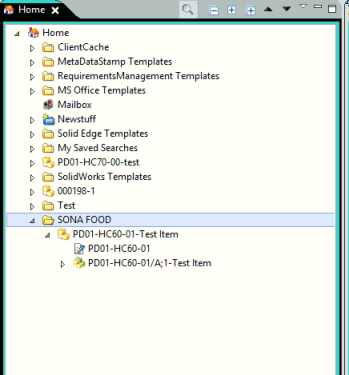 Home
Home
ClientCache
MetaDataStamp Templates
RequirementsManagement Templates
MS Office Templates
Mailbox
Newstuff
Solid Edge Templates
My Saved Searches
PD01-HC70-00-test
SolidWorks Templates
000198-1
Test
SONA FOOD
PD01-HC60-01-Test Item
PD01-HC60-01
PD01-HC60-01/A;1-Test Item